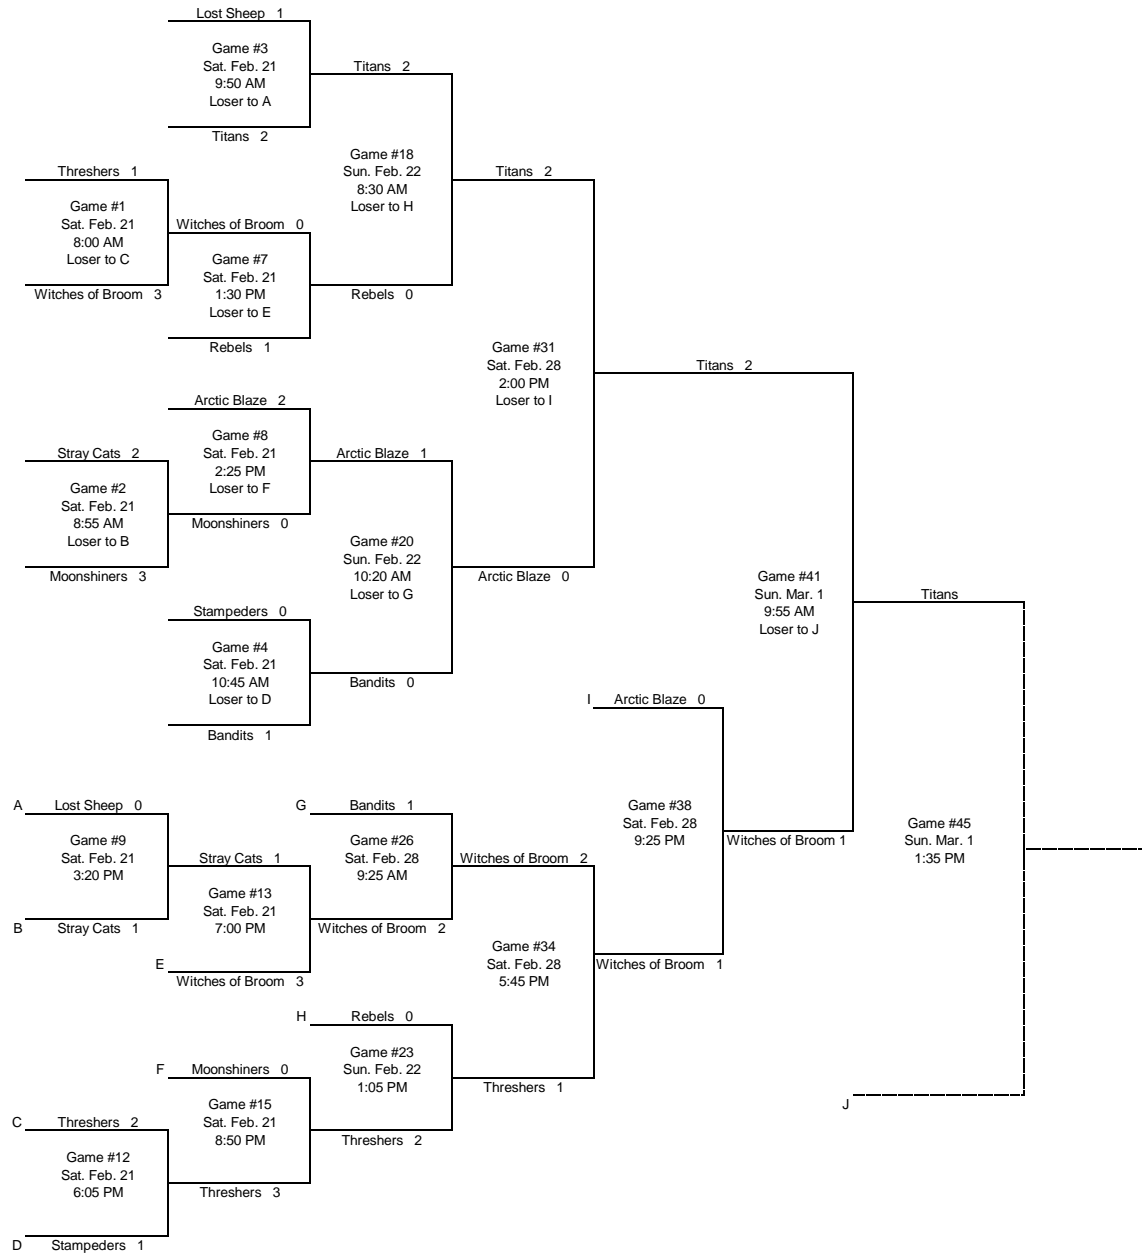 Lost Sheep 1
Game #3
Sat. Feb. 21
9:50 AM
Loser to A
Titans 2
Titans 2
Threshers 1
Game #1
Sat. Feb. 21
8:00 AM
Loser to C
Witches of Broom 3
Witches of Broom 0
Game #7
Sat. Feb. 21
1:30 PM
Loser to E
Rebels 1
Game #18
Sun. Feb. 22
8:30 AM
Loser to H
Rebels 0
Titans 2
Game #31
Sat. Feb. 28
2:00 PM
Loser to I
Titans 2
Arctic Blaze 2
Game #8
Sat. Feb. 21
2:25 PM
Loser to F
Moonshiners 0
Stray Cats 2
Game #2
Sat. Feb. 21
8:55 AM
Loser to B
Moonshiners 3
Arctic Blaze 1
Game #20
Sun. Feb. 22
10:20 AM
Loser to G
Bandits 0
Arctic Blaze 0
Stampeders 0
Game #4
Sat. Feb. 21
10:45 AM
Loser to D
Bandits 1
Game #41
Sun. Mar. 1
9:55 AM
Loser to J
Titans
I Arctic Blaze 0
Game #38
Sat. Feb. 28
9:25 PM
Witches of Broom 1
Game #45
Sun. Mar. 1
1:35 PM
A Lost Sheep 0
Game #9
Sat. Feb. 21
3:20 PM
B Stray Cats 1
Stray Cats 1
Game #13
Sat. Feb. 21
7:00 PM
E
Witches of Broom 3
G Bandits 1
Game #26
Sat. Feb. 28
9:25 AM
Witches of Broom 2
Witches of Broom 2
Game #34
Sat. Feb. 28
5:45 PM
Witches of Broom 1
H Rebels 0
Game #23
Sun. Feb. 22
1:05 PM
Threshers 2
Threshers 1
F Moonshiners 0
Game #15
Sat. Feb. 21
8:50 PM
Threshers 3
C Threshers 2
Game #12
Sat. Feb. 21
6:05 PM
D Stampeders 1
J